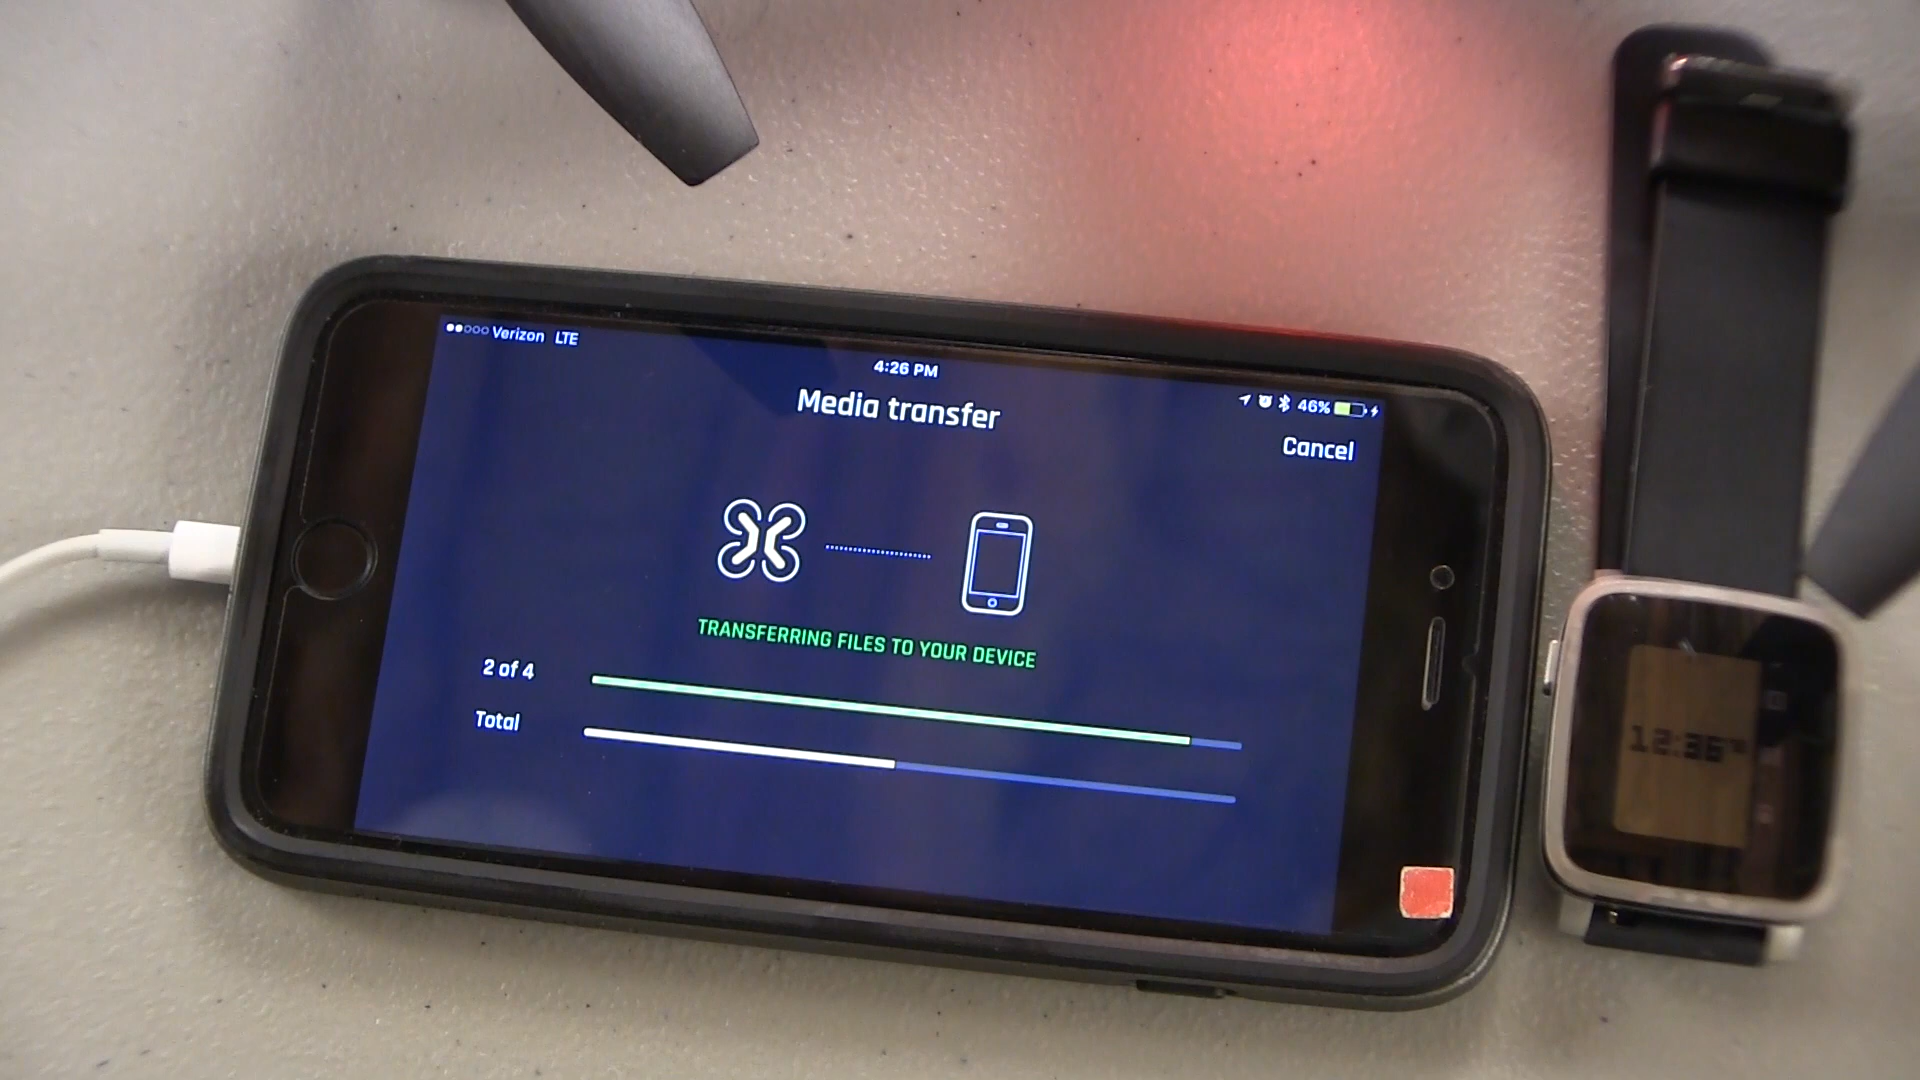 Verizon LTE
4:26 PM
46%
Media transfer
Cancel
TRANSFERRING FILES TO YOUR DEVICE
2 of 4
Total
12:36